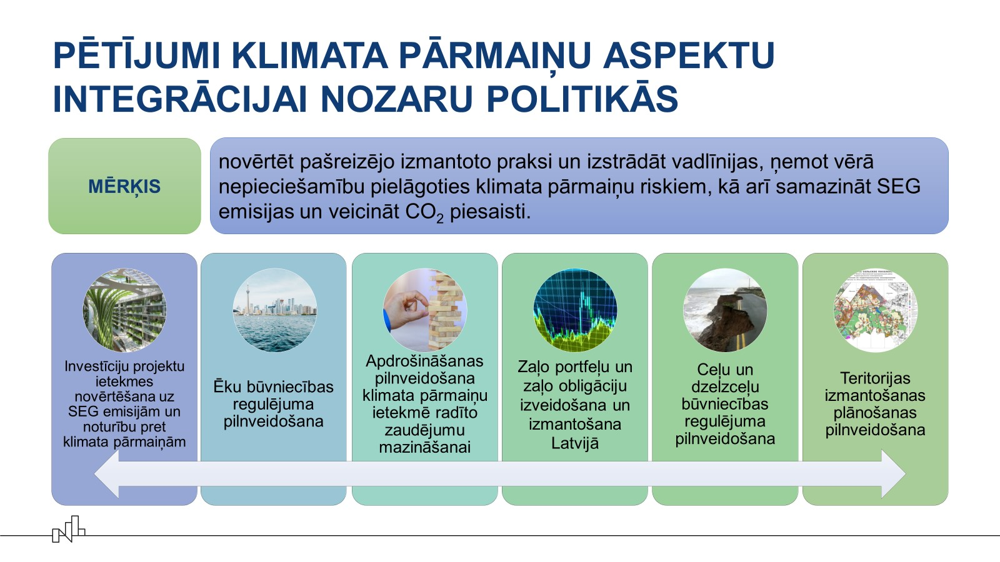 PĒTĪJUMI KLIMATA PĀRMAIŅU ASPEKTU
INTEGRĀCIJAI NOZARU POLITIKĀS
MĒRĶIS
novērtēt pašreizējo izmantoto praksi un izstrādāt vadlīnijas, ņemot vērā
nepieciešamību pielāgoties klimata pārmaiņu riskiem, kā arī samazināt SEG
emisijas un veicināt CO₂ piesaisti.
Investīciju projektu
ietekmes
novērtēšana uz
SEG emisijām un
noturību pret
klimata pārmaiņām
Ēku būvniecības
regulējuma
pilnveidošana
Apdrošināšanas
pilnveidošana
klimata pārmaiņu
ietekmē radīto
zaudējumu
mazināšanai
Zaļo portfeļu un
zaļo obligāciju
izveidošana un
izmantošana
Latvijā
Ceļu un
dzelzceļu
būvniecības
regulējuma
pilnveidošana
Teritorijas
izmantošanas
plānošanas
pilnveidošana